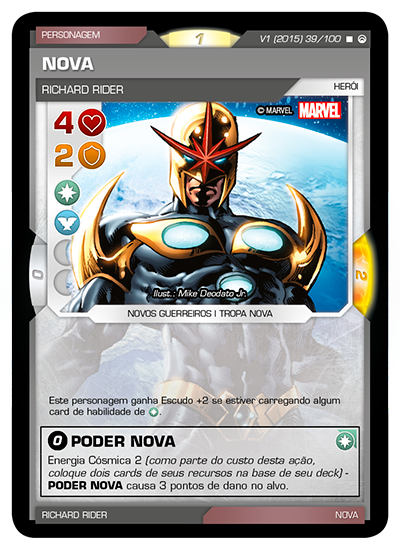 PERSONAGEM
1
V1 (2015) 39/100
NOVA
RICHARD RIDER
HERÓI
4
© MARVEL MARVEL
2
0
2
Ilust.: Mike Deodato Jr.
NOVOS GUERREIROS | TROPA NOVA
Este personagem ganha Escudo +2 se estiver carregando algum
card de habilidade de .
0 PODER NOVA
Energia Cósmica 2 (como parte do custo desta ação,
coloque dois cards de seus recursos na base de seu deck) -
PODER NOVA causa 3 pontos de dano no alvo.
RICHARD RIDER
NOVA